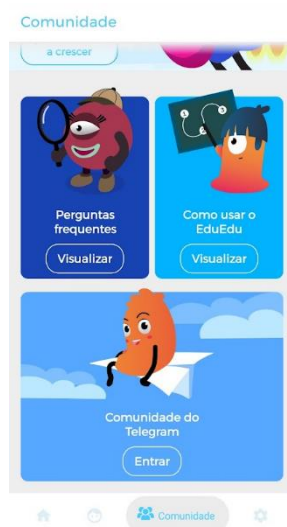 Comunidade
a crescer
Perguntas
frequentes
Visualizar
Como usar o
EduEdu
Visualizar
Comunidade do
Telegram
Entrar
Comunidade